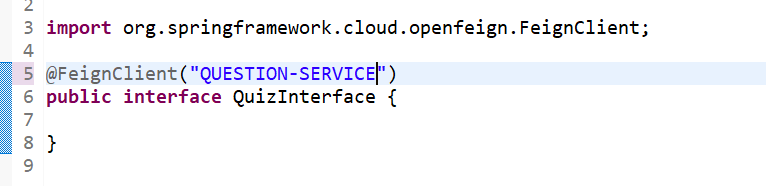 2
3 import org.springframework.cloud.openfeign.FeignClient;
4
5 @FeignClient("QUESTION-SERVICE")
6 public interface QuizInterface {
7
8 }
9